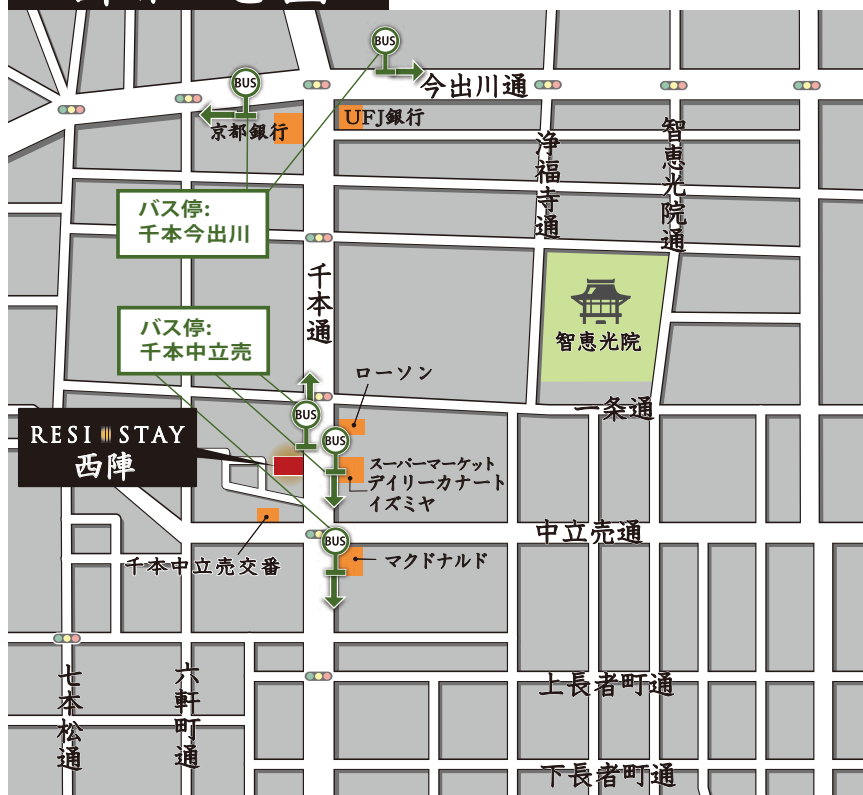 BUS
BUS
今出川通
京都銀行
UFJ銀行
浄福寺通
智恵光院通
バス停:
千本今出川
千本通
智恵光院
バス停:
千本中立売
ローソン
BUS
一条通
RESI STAY
西陣
BUS
スーパーマーケット
デイリーカナート
イズミヤ
中立売通
BUS
千本中立売交番
マクドナルド
七本松通
六軒町通
上長者町通
下長者町通